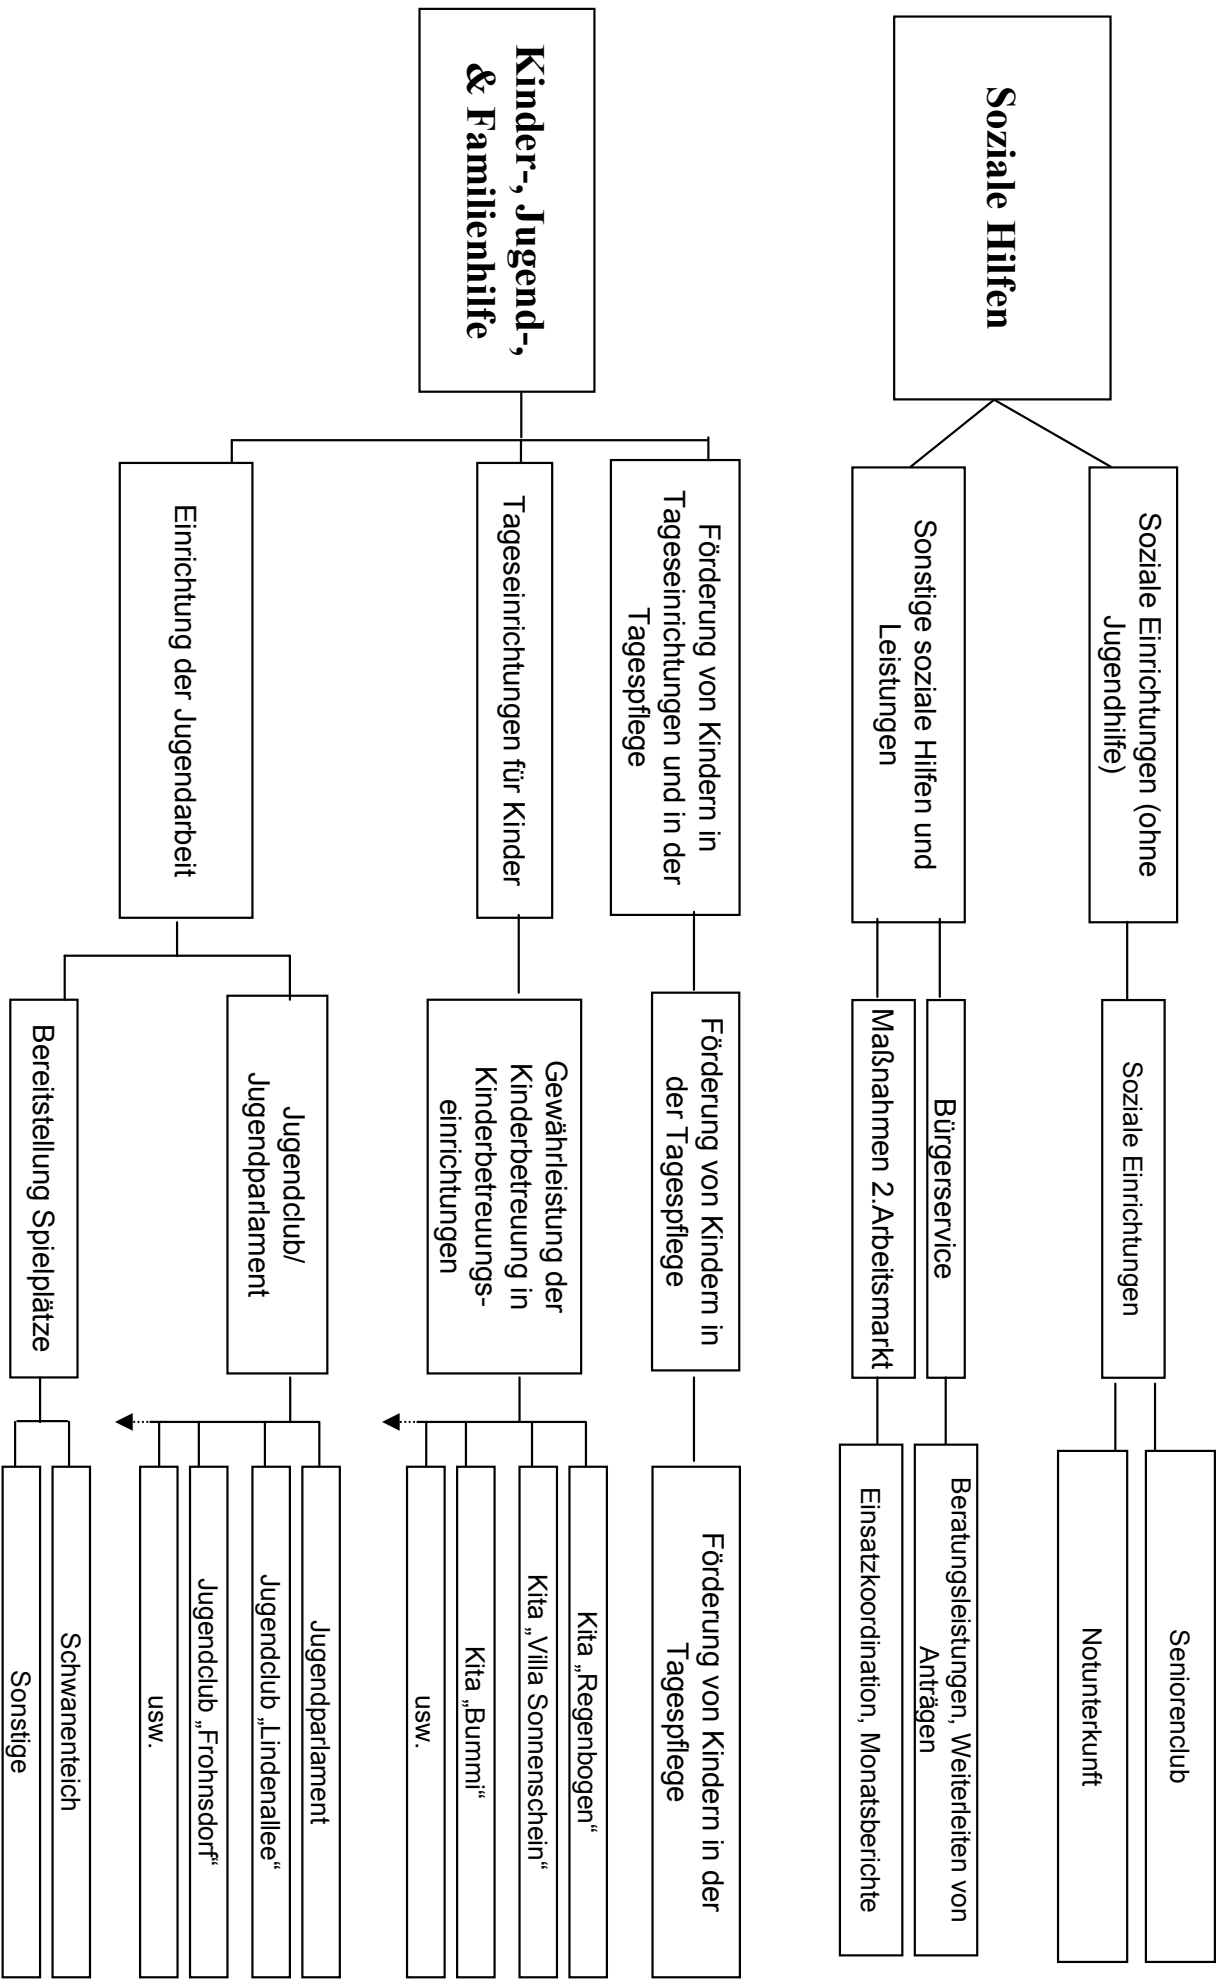 Soziale Hilfen
Soziale Einrichtungen (ohne
Jugendhilfe)
Soziale Einrichtungen
Seniorenclub
Notunterkunft
Sonstige soziale Hilfen und
Leistungen
Bürgerservice
Beratungsleistungen, Weiterleiten von
Anträgen
Maßnahmen 2.Arbeitsmarkt
Einsatzkoordination, Monatsberichte
Kinder-, Jugend-,
& Familienhilfe
Förderung von Kindern in
Tageseinrichtungen und in der
Tagespflege
Förderung von Kindern in
der Tagespflege
Förderung von Kindern in der
Tagespflege
Tageseinrichtungen für Kinder
Gewährleistung der
Kinderbetreuung in
Kinderbetreuungs-
einrichtungen
Kita „Regenbogen“
Kita „Villa Sonnenschein“
Kita „Bummi“
usw.
Einrichtung der Jugendarbeit
Jugendclub/
Jugendparlament
Jugendparlament
Jugendclub „Lindenallee“
Jugendclub „Frohnsdorf“
usw.
Bereitstellung Spielplätze
Schwanenteich
Sonstige